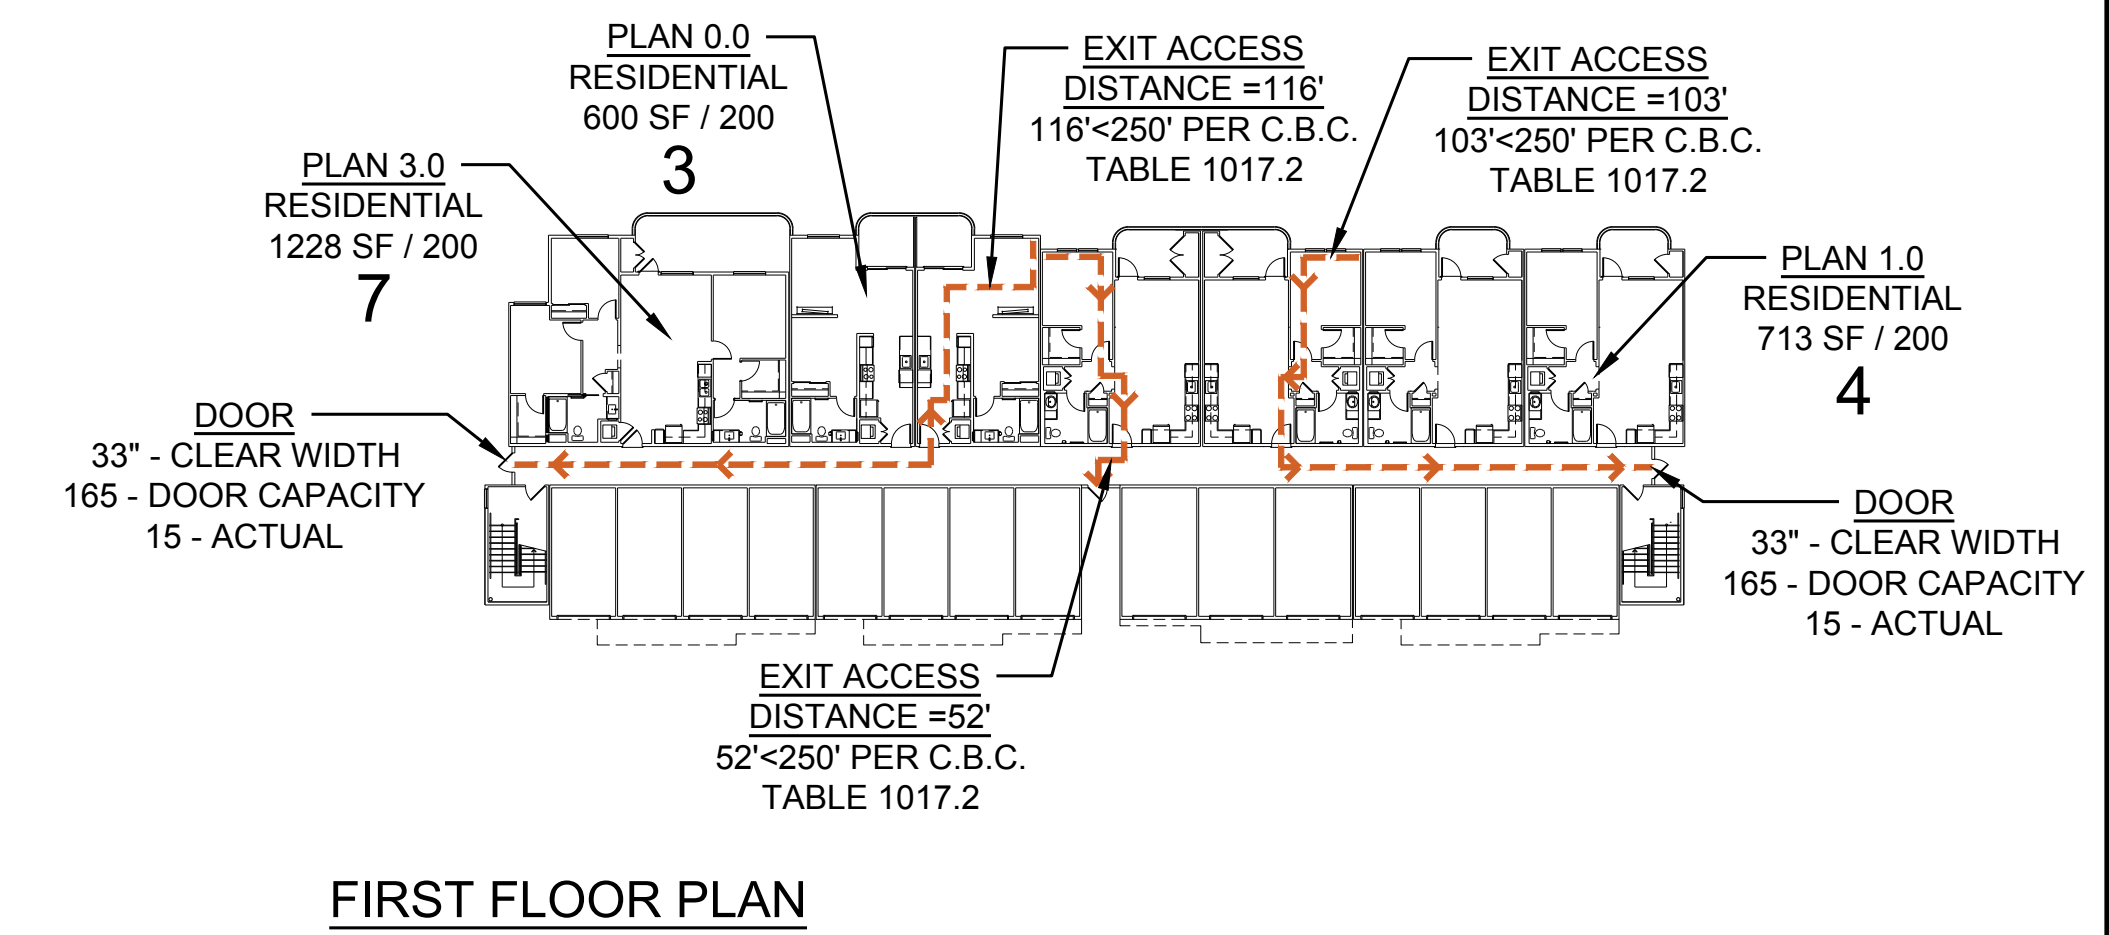 PLAN 0.0
RESIDENTIAL
600 SF / 200
3
EXIT ACCESS
DISTANCE =116'
116'<250' PER C.B.C.
TABLE 1017.2
EXIT ACCESS
DISTANCE =103'
103'<250' PER C.B.C.
TABLE 1017.2
PLAN 3.0
RESIDENTIAL
1228 SF / 200
7
PLAN 1.0
RESIDENTIAL
713 SF / 200
4
DOOR
33" - CLEAR WIDTH
165 - DOOR CAPACITY
15 - ACTUAL
DOOR
33" - CLEAR WIDTH
165 - DOOR CAPACITY
15 - ACTUAL
EXIT ACCESS
DISTANCE =52'
52'<250' PER C.B.C.
TABLE 1017.2
FIRST FLOOR PLAN